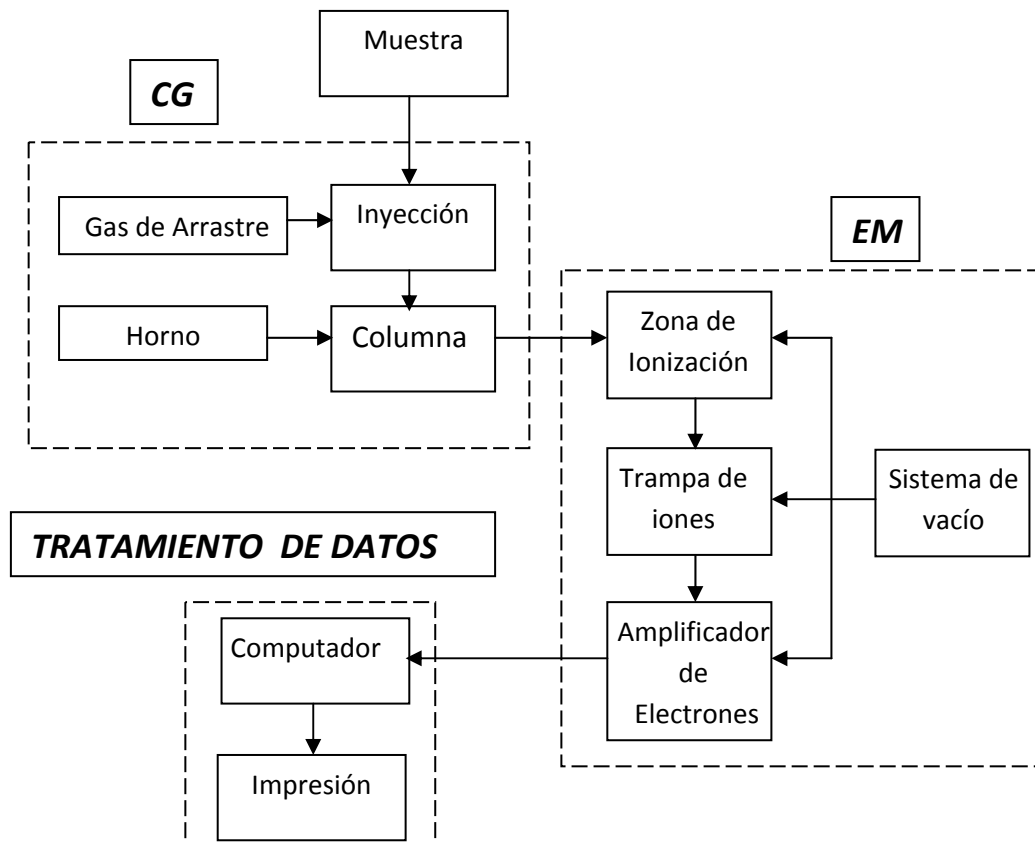 Muestra
CG
Gas de Arrastre
Inyección
Horno
Columna
EM
Zona de
Ionización
Trampa de
iones
Sistema de
vacío
Amplificador
de
Electrones
TRATAMIENTO DE DATOS
Computador
Impresión